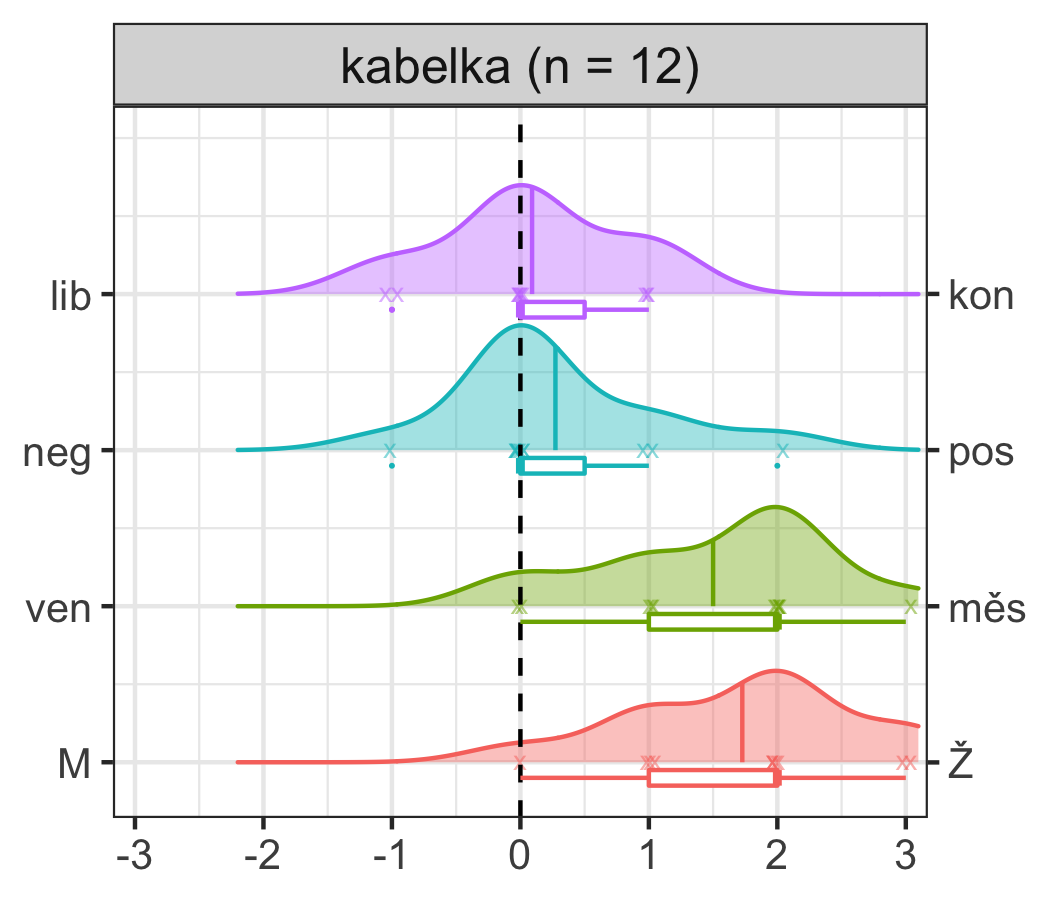 kabelka (n = 12)
lib kon
neg pos
ven měs
M Ž
-3 -2 -1 0 1 2 3